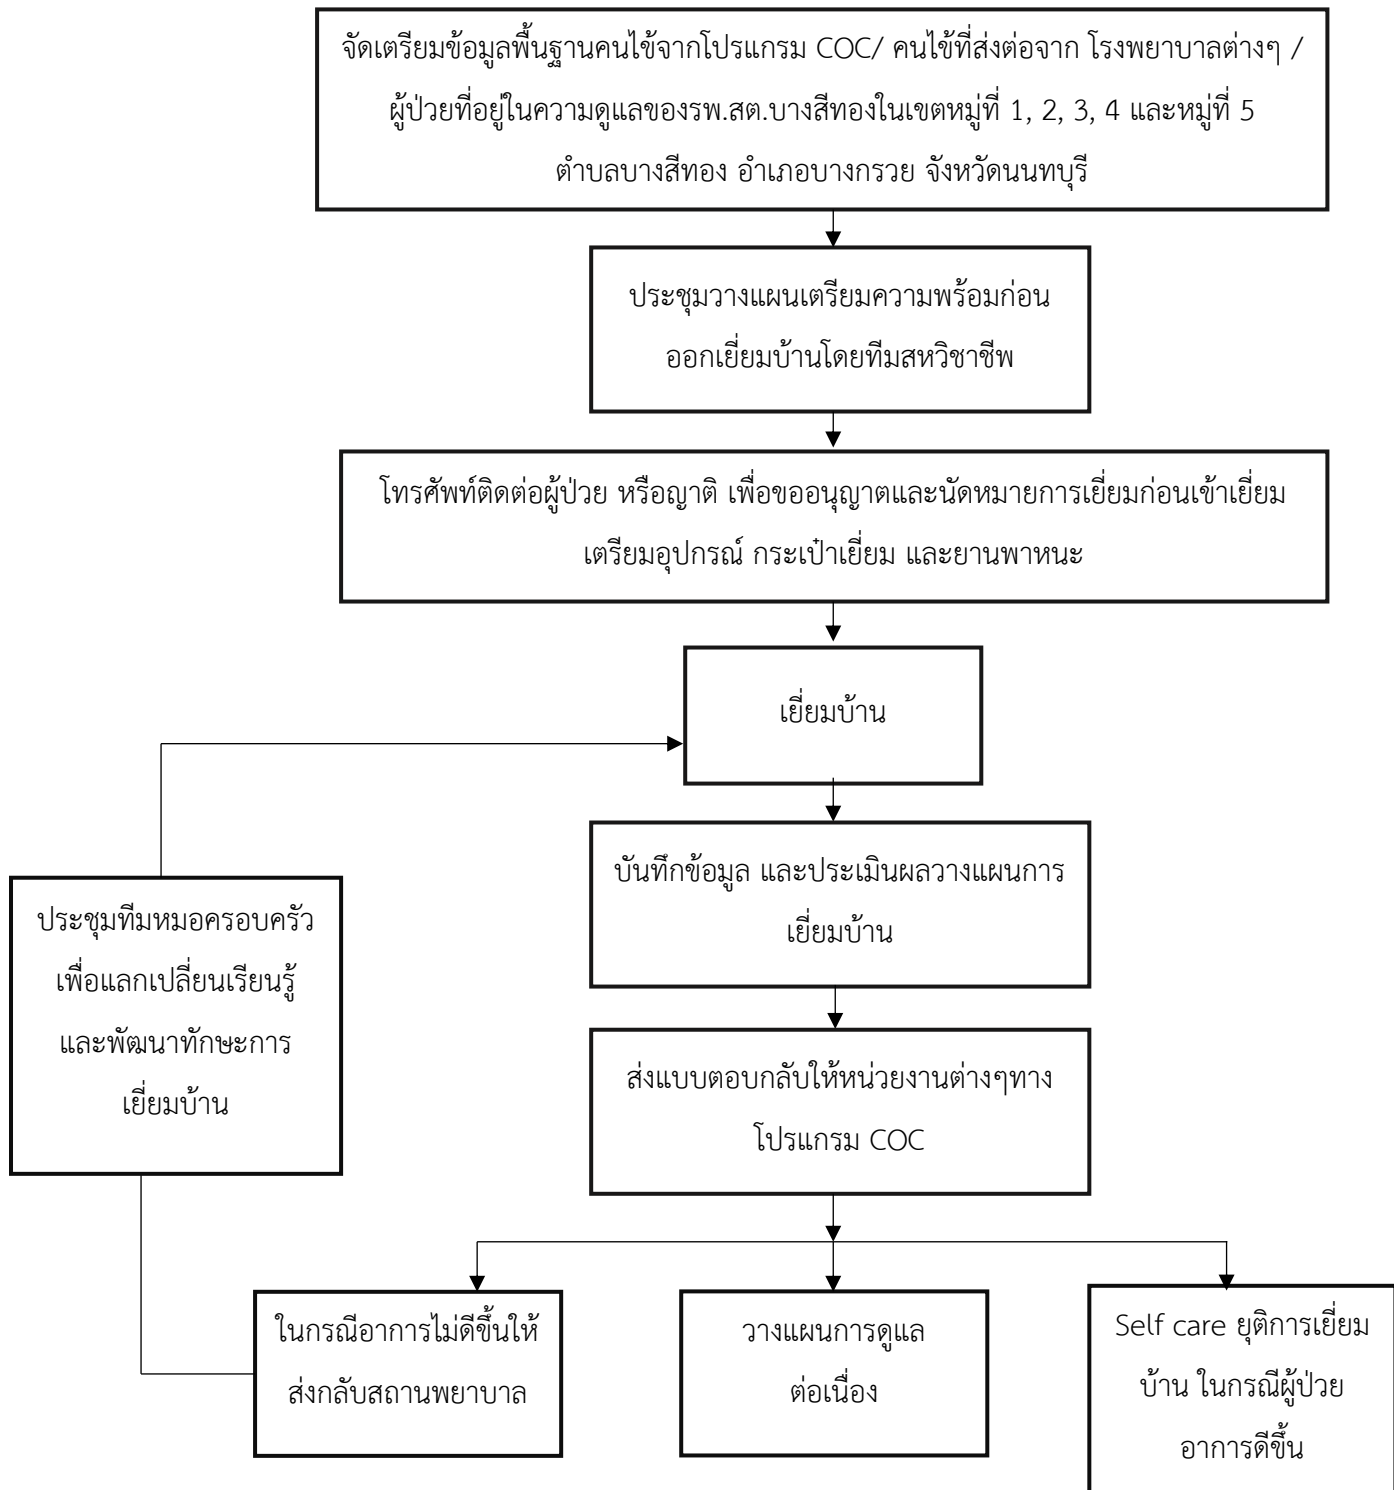 จัดเตรียมข้อมูลพื้นฐานคนไข้จากโปรแกรม COC/ คนไข้ที่ส่งต่อจาก โรงพยาบาลต่างๆ /
ผู้ป่วยที่อยู่ในความดูแลของรพ.สต.บางสีทองในเขตหมู่ที่ 1, 2, 3, 4 และหมู่ที่ 5
ตำบลบางสีทอง อำเภอบางกรวย จังหวัดนนทบุรี
ประชุมวางแผนเตรียมความพร้อมก่อน
ออกเยี่ยมบ้านโดยทีมสหวิชาชีพ
โทรศัพท์ติดต่อผู้ป่วย หรือญาติ เพื่อขออนุญาตและนัดหมายการเยี่ยมก่อนเข้าเยี่ยม
เตรียมอุปกรณ์ กระเป๋าเยี่ยม และยานพาหนะ
เยี่ยมบ้าน
บันทึกข้อมูล และประเมินผลวางแผนการ
เยี่ยมบ้าน
ประชุมทีมหมอครอบครัว
เพื่อแลกเปลี่ยนเรียนรู้
และพัฒนาทักษะการ
เยี่ยมบ้าน
ส่งแบบตอบกลับให้หน่วยงานต่างๆทาง
โปรแกรม COC
ในกรณีอาการไม่ดีขึ้นให้
ส่งกลับสถานพยาบาล
วางแผนการดูแล
ต่อเนื่อง
Self care ยุติการเยี่ยม
บ้าน ในกรณีผู้ป่วย
อาการดีขึ้น